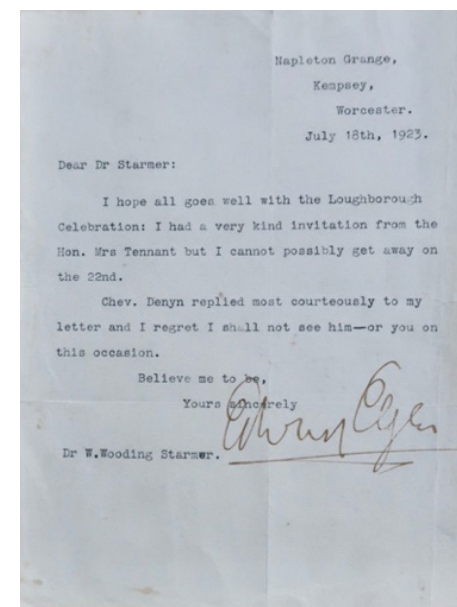 Napleton Grange,
Kempsey,
Worcester.
July 18th, 1923.
Dear Dr Starmer:
I hope all goes well with the Loughborough
Celebration: I had a very kind invitation from the
Hon. Mrs Tennant but I cannot possibly get away on
the 22nd.
Chev. Denyn replied most courteously to my
letter and I regret I shall not see him—or you on
this occasion.
Believe me to be,
Yours sincerely
Edward Elgar
Dr W.Wooding Starmer.